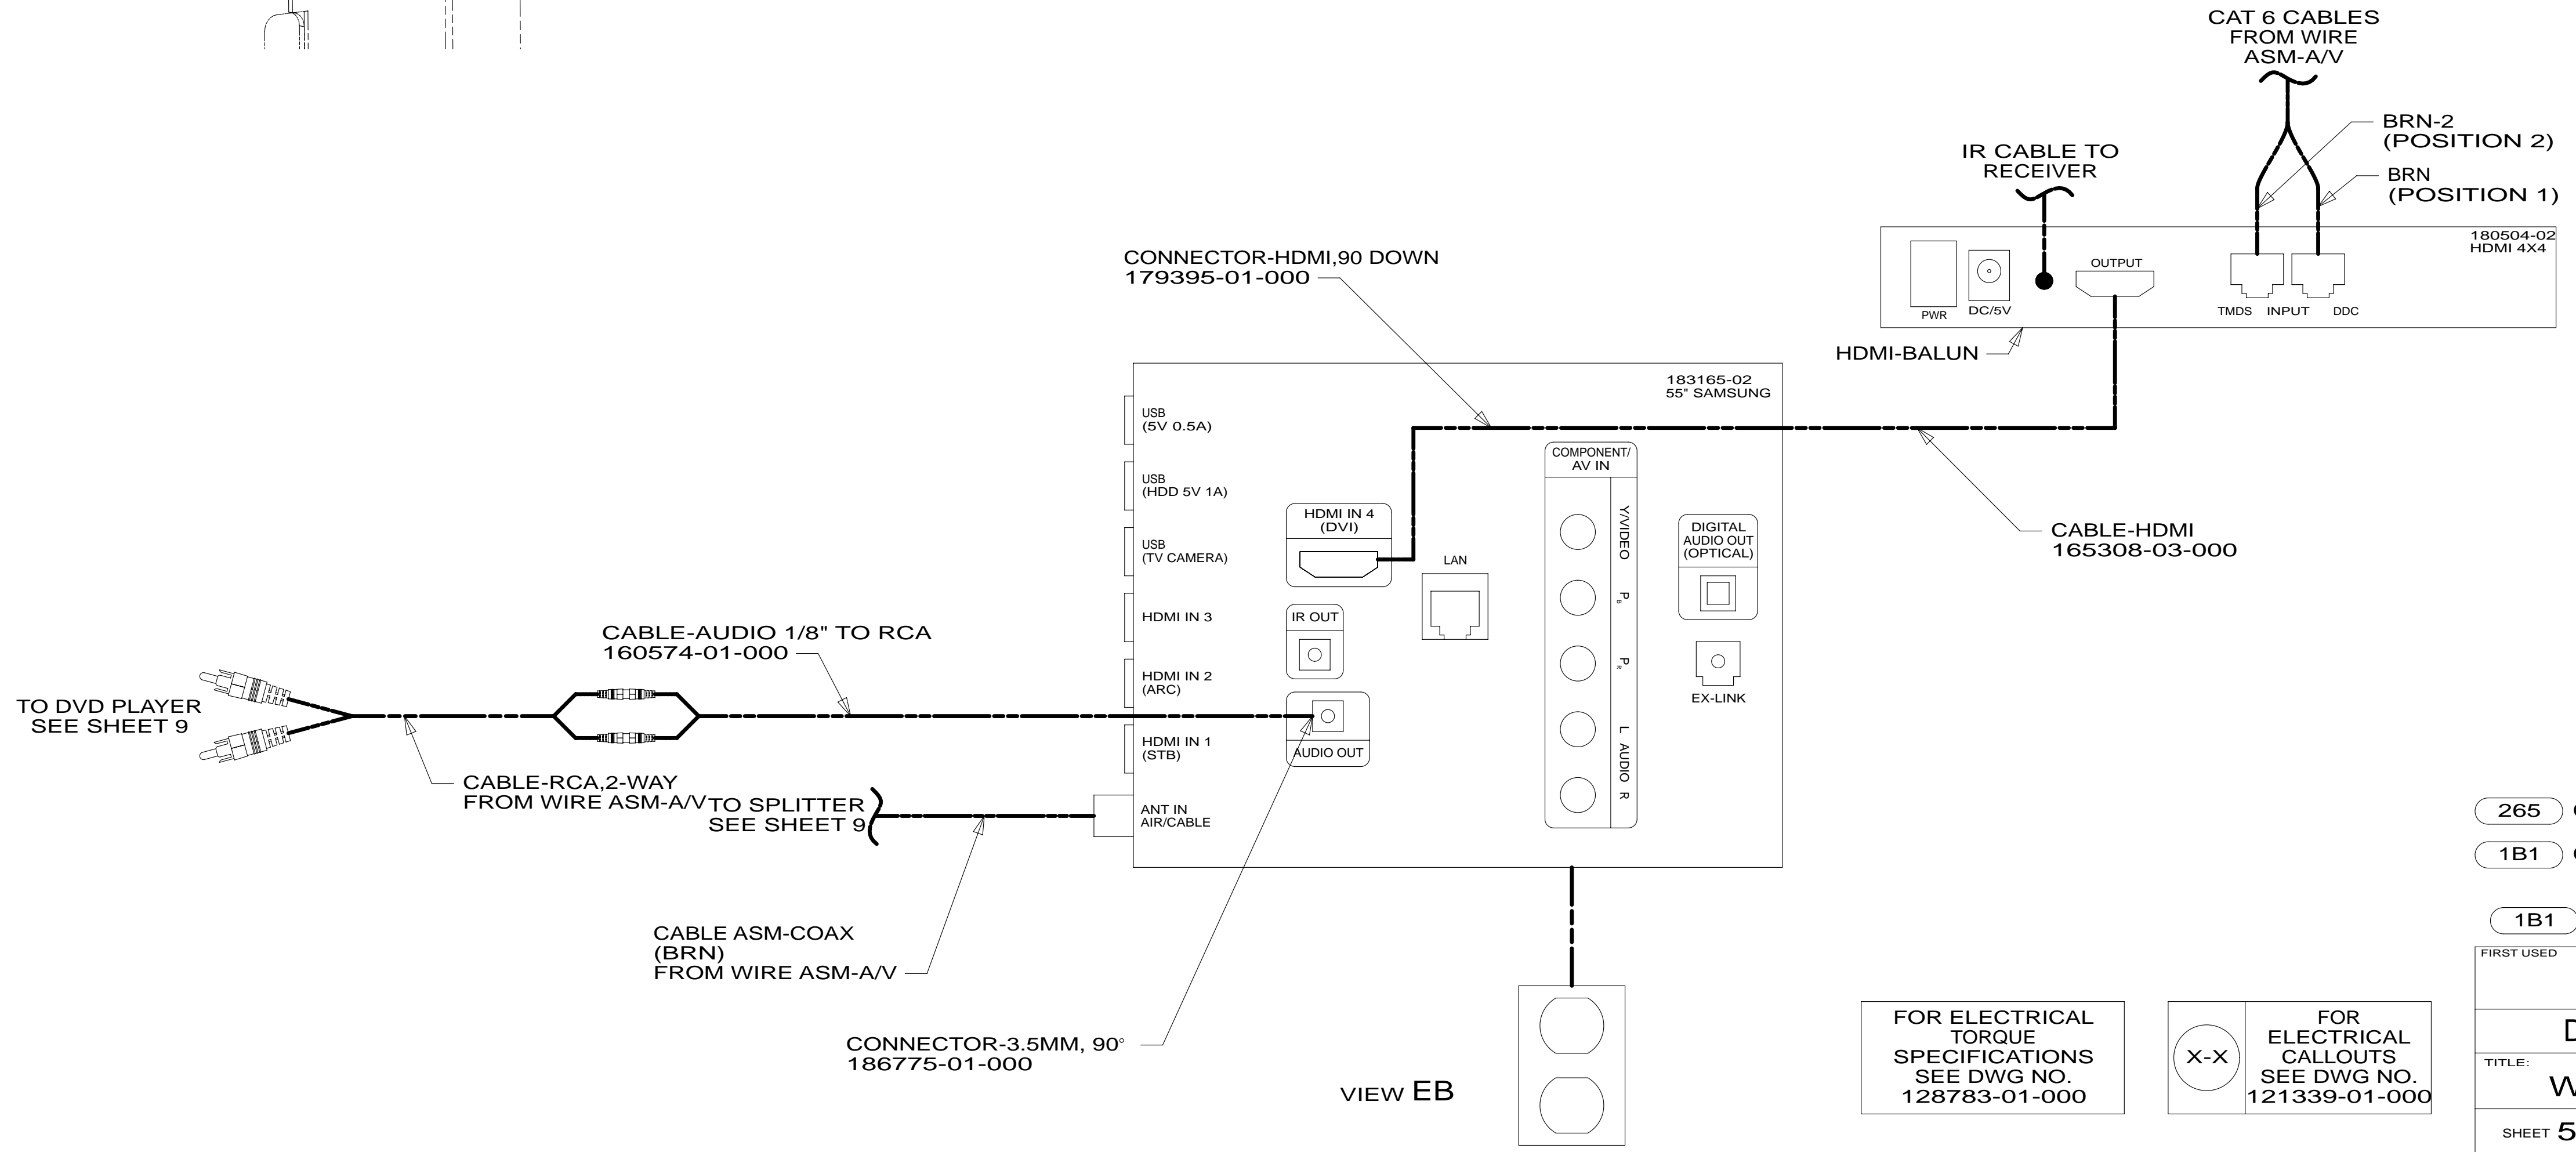 CAT 6 CABLES
FROM WIRE
ASM-A/V
BRN-2
(POSITION 2)
BRN
(POSITION 1)
IR CABLE TO
RECEIVER
180504-02
HDMI 4X4
OUTPUT
PWR
DC/5V
TMDS INPUT DDC
HDMI-BALUN
CONNECTOR-HDMI,90 DOWN
179395-01-000
183165-02
55" SAMSUNG
USB
(5V 0.5A)
USB
(HDD 5V 1A)
USB
(TV CAMERA)
HDMI IN 3
HDMI IN 2
(ARC)
HDMI IN 1
(STB)
ANT IN
AIR/CABLE
HDMI IN 4
(DVI)
IR OUT
AUDIO OUT
LAN
COMPONENT/
AV IN
Y/VIDEO
PB
PR
L AUDIO R
DIGITAL
AUDIO OUT
(OPTICAL)
EX-LINK
CABLE-HDMI
165308-03-000
CABLE-AUDIO 1/8" TO RCA
160574-01-000
TO DVD PLAYER
SEE SHEET 9
CABLE-RCA,2-WAY
FROM WIRE ASM-A/V
TO SPLITTER
SEE SHEET 9
CABLE ASM-COAX
(BRN)
FROM WIRE ASM-A/V
CONNECTOR-3.5MM, 90°
186775-01-000
VIEW EB
FOR ELECTRICAL
TORQUE
SPECIFICATIONS
SEE DWG NO.
128783-01-000
X-X
FOR
ELECTRICAL
CALLOUTS
SEE DWG NO.
121339-01-000
265
1B1
1B1
FIRST USED
TITLE:
W
SHEET 5